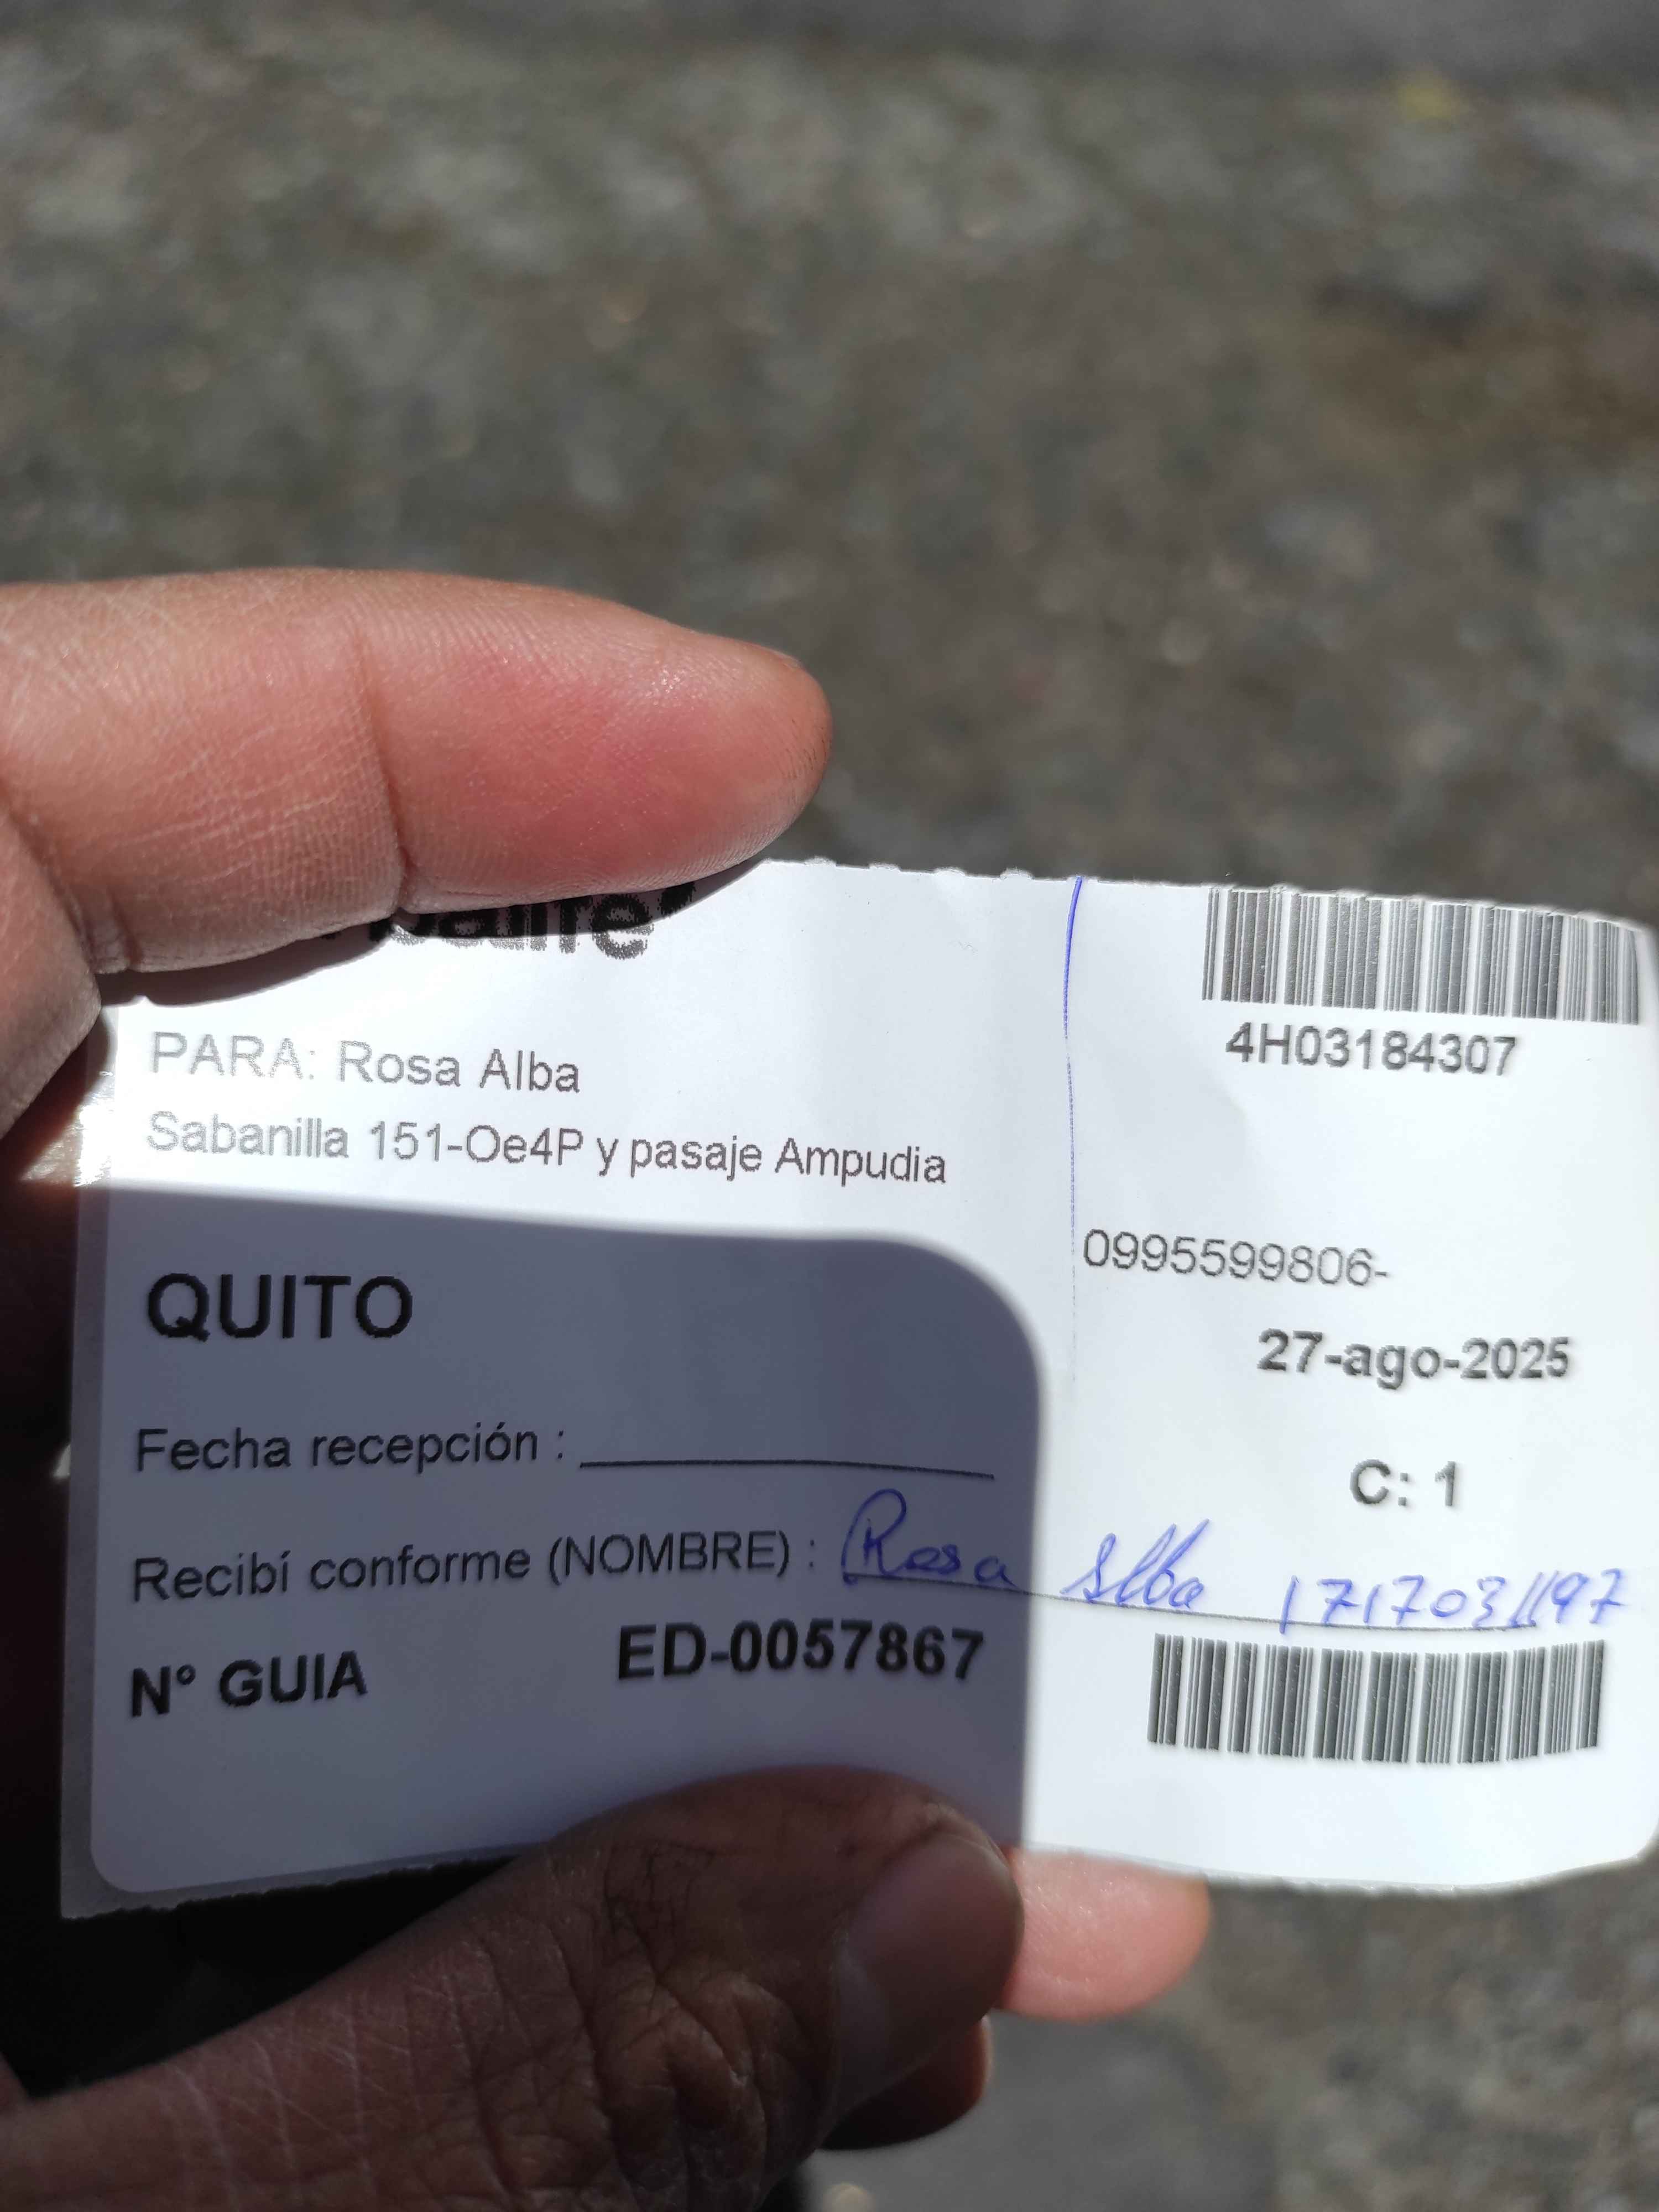 4H03184307
PARA: Rosa Alba
Sabanilla 151-Oe4P y pasaje Ampudia
0995599806-
QUITO
27-ago-2025
Fecha recepción :
C: 1
Recibí conforme (NOMBRE) : Rosa Alba 1717031197
N° GUIA ED-0057867